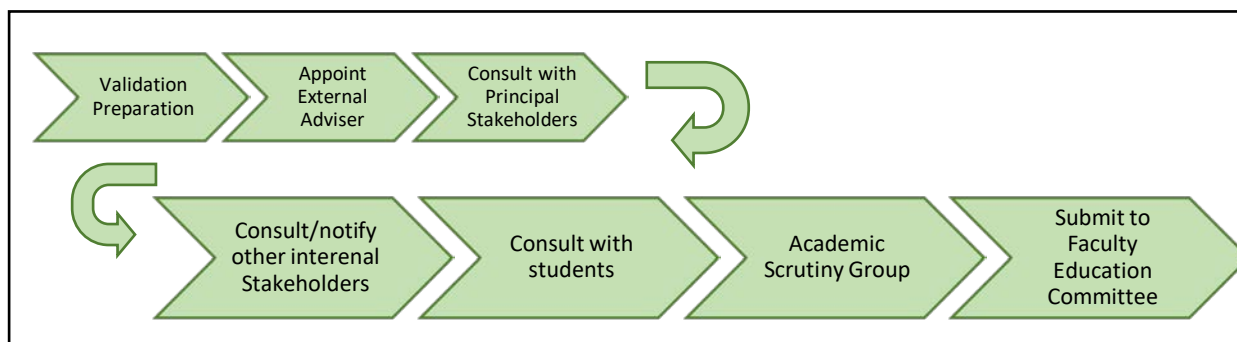 Validation
Preparation
Appoint
External
Adviser
Consult with
Principal
Stakeholders
Consult/notify
other interenal
Stakeholders
Consult with
students
Academic
Scrutiny Group
Submit to
Faculty
Education
Committee